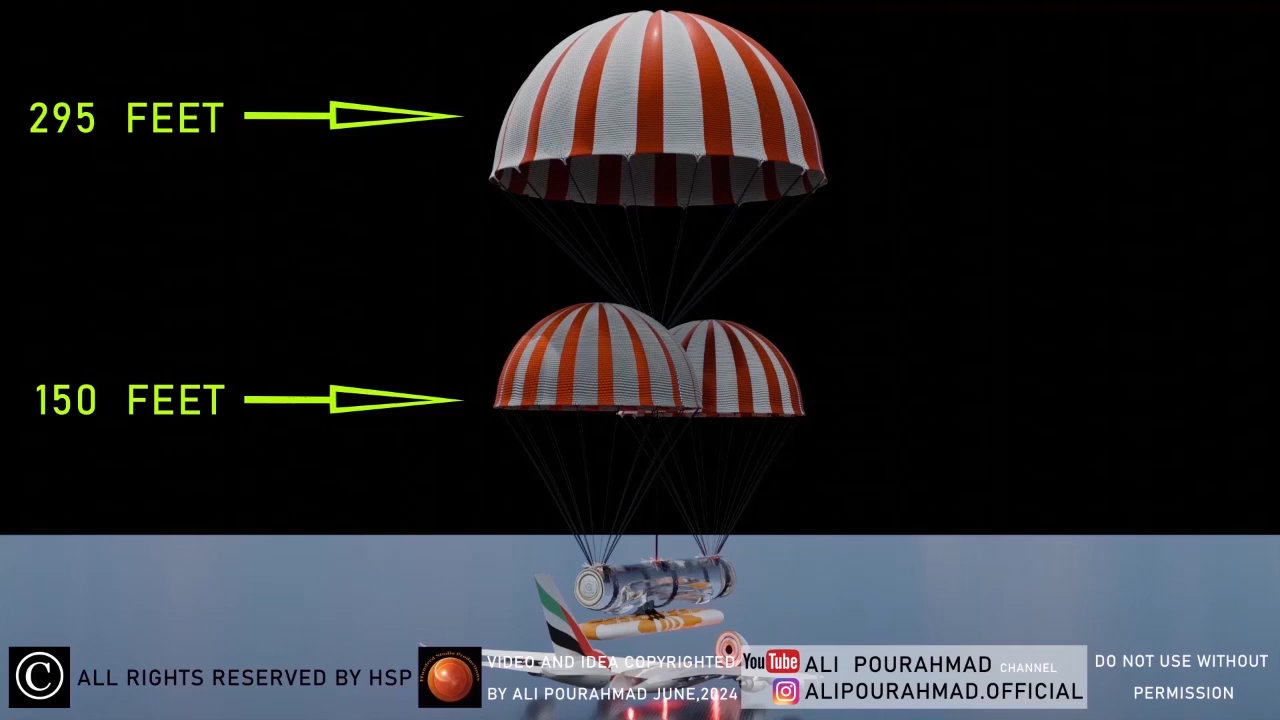 295 FEET
150 FEET
©
ALL RIGHTS RESERVED BY HSP
VIDEO AND IDEA COPYRIGHTED
BY ALI POURAHMAD JUNE,2024
YouTube ALI POURAHMAD CHANNEL
ALIPOURAHMAD.OFFICIAL
DO NOT USE WITHOUT
PERMISSION